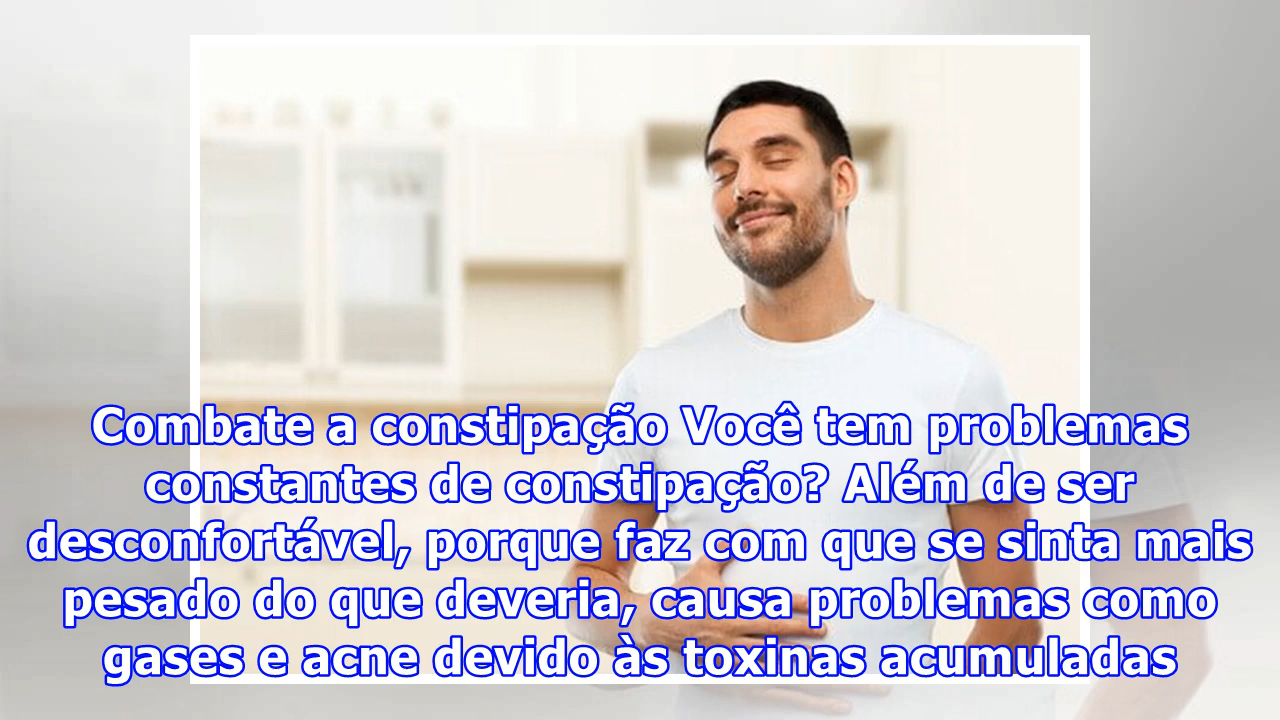 Combate a constipação Você tem problemas
constantes de constipação? Além de ser
desconfortável, porque faz com que se sinta mais
pesado do que deveria, causa problemas como
gases e acne devido às toxinas acumuladas